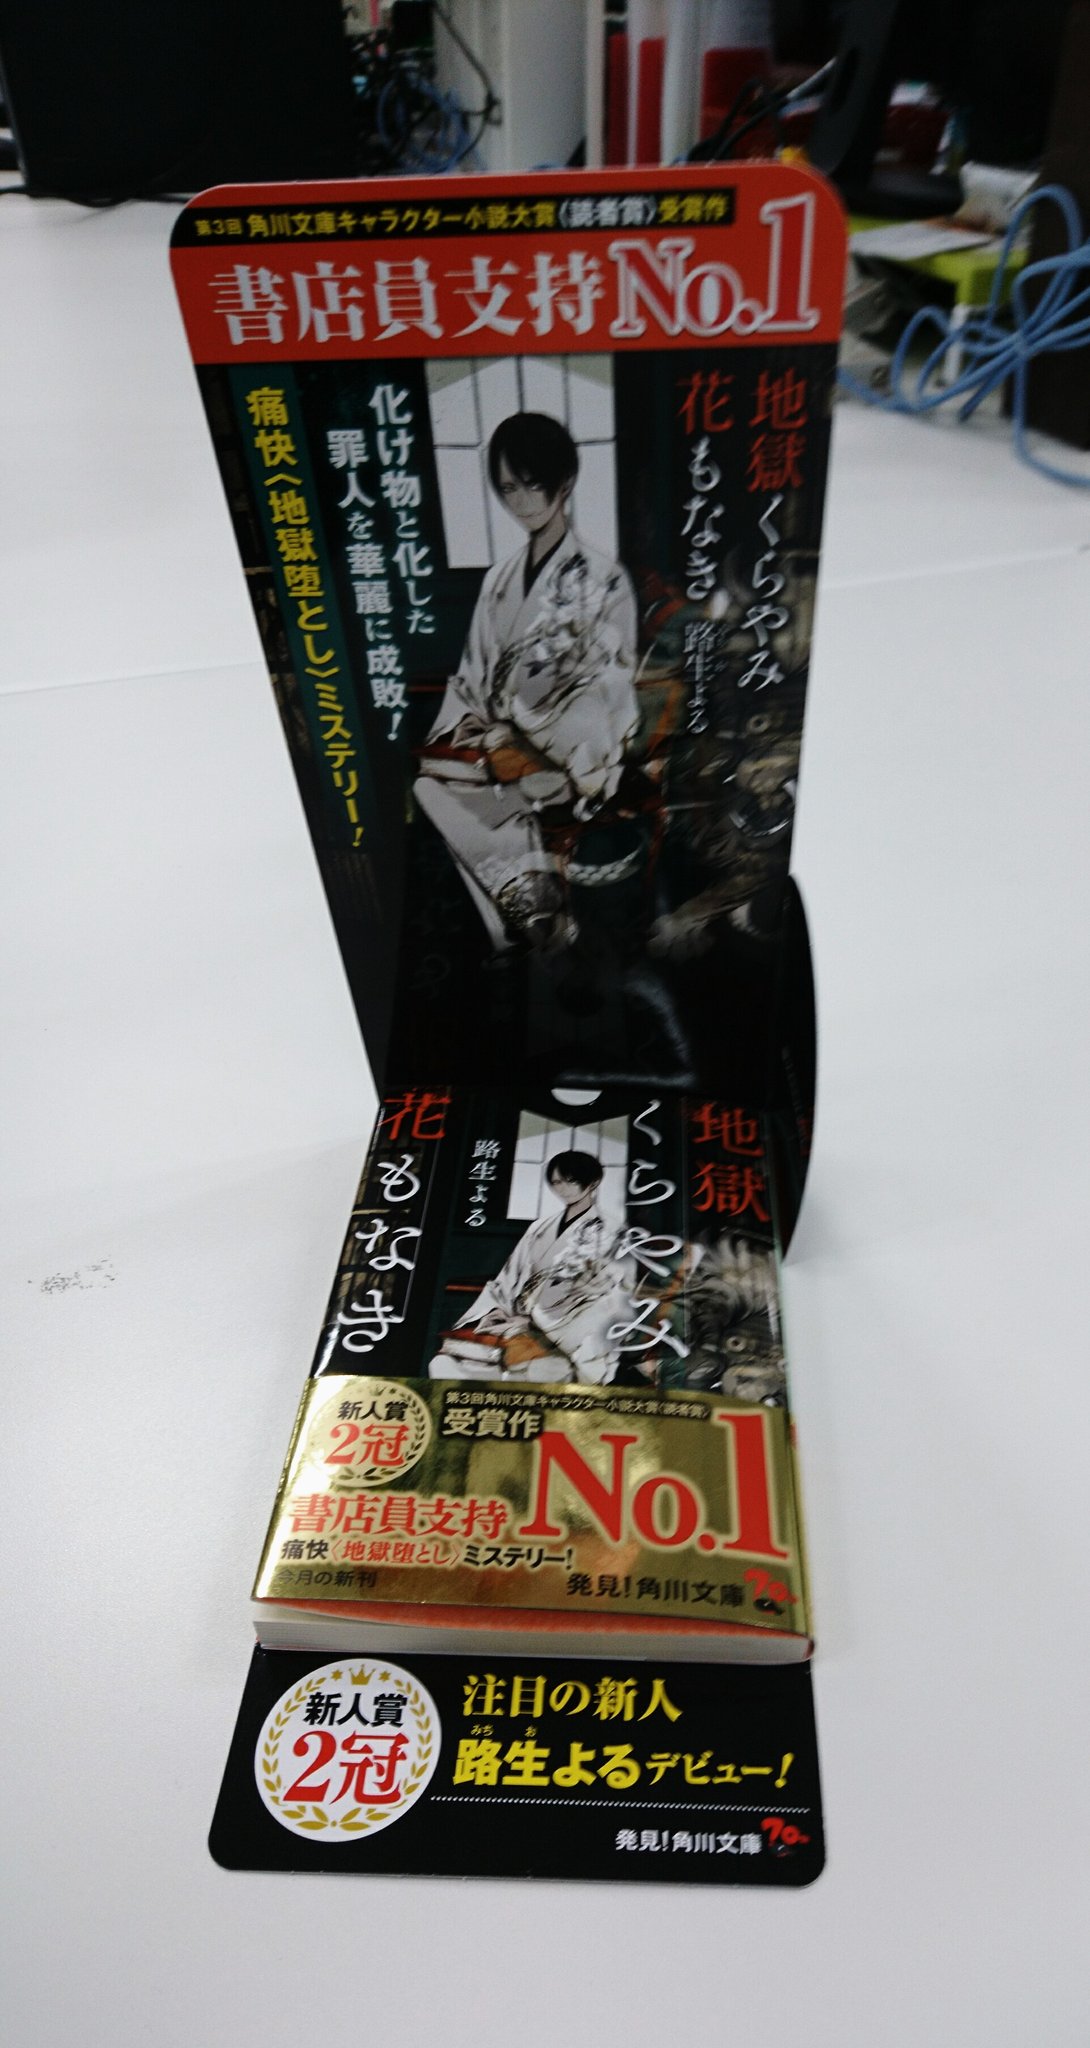 第3回 角川文庫キャラクター小説大賞〈読者賞〉受賞作
書店員支持No.1
地獄くらやみ
花もなき
路生よる
化け物と化した
罪人を華麗に成敗!
痛快〈地獄堕とし〉ミステリー!
地獄
くらやみ
花もなき
路生よる
新人賞
2冠
第3回角川文庫キャラクター小説大賞〈読者賞〉
受賞作
書店員支持
No.1
痛快〈地獄堕とし〉ミステリー!
今月の新刊
発見!角川文庫 70th
新人賞
2冠
注目の新人
みちお
路生よるデビュー!
発見!角川文庫 70th